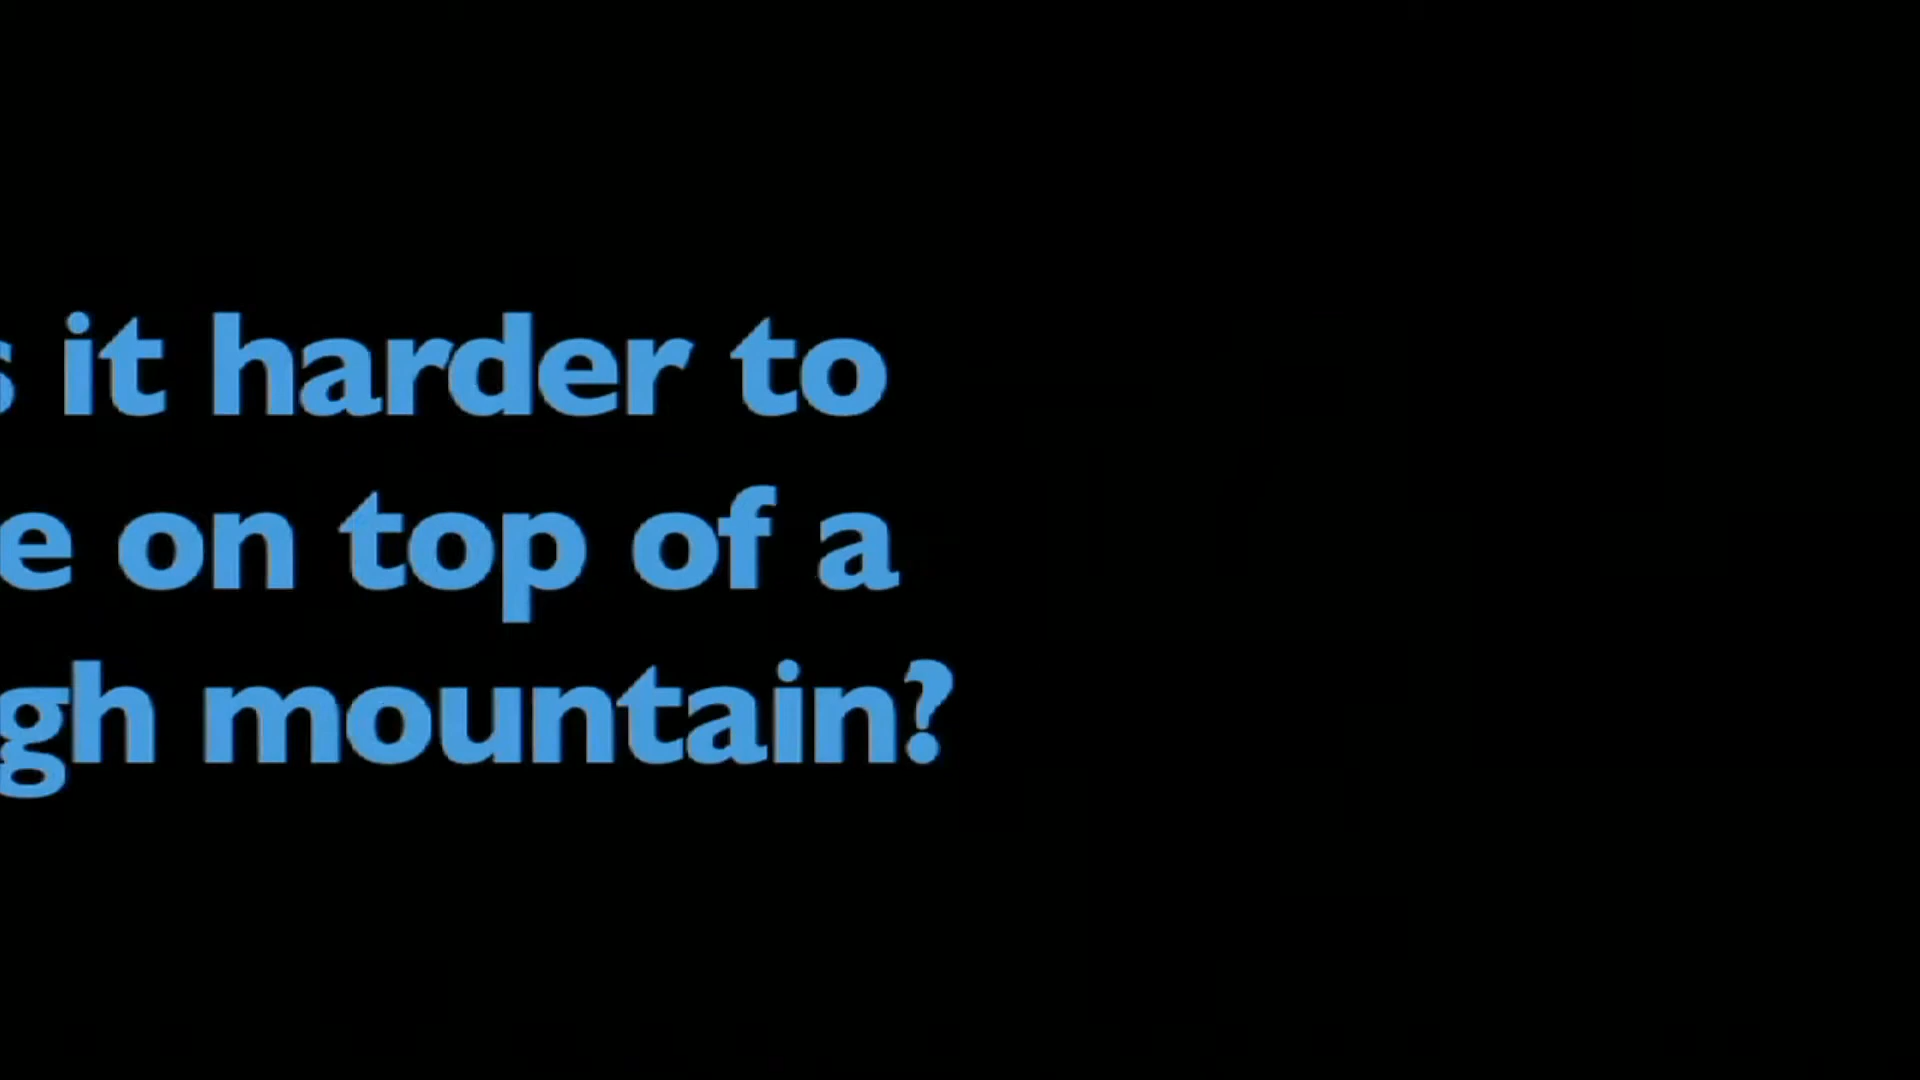 s it harder to
e on top of a
gh mountain?